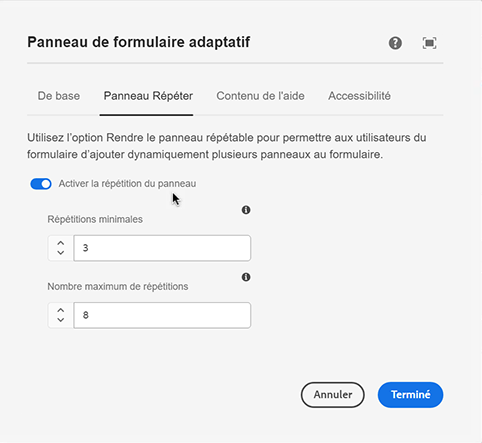 Panneau de formulaire adaptatif
De base Panneau Répéter Contenu de l'aide Accessibilité
Utilisez l’option Rendre le panneau répétable pour permettre aux utilisateurs du
formulaire d’ajouter dynamiquement plusieurs panneaux au formulaire.
Activer la répétition du panneau
Répétitions minimales
3
Nombre maximum de répétitions
8
Annuler Terminé